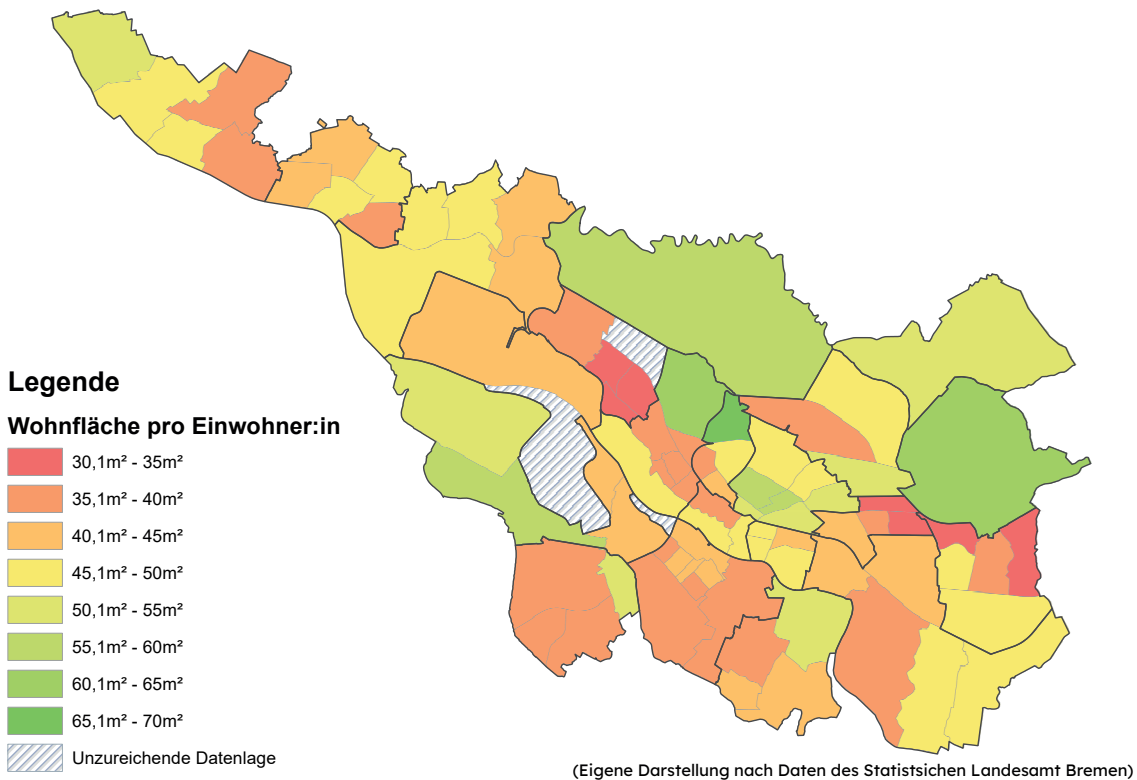 Legende
Wohnfläche pro Einwohner:in
30,1m² - 35m²
35,1m² - 40m²
40,1m² - 45m²
45,1m² - 50m²
50,1m² - 55m²
55,1m² - 60m²
60,1m² - 65m²
65,1m² - 70m²
Unzureichende Datenlage
(Eigene Darstellung nach Daten des Statistsichen Landesamt Bremen)